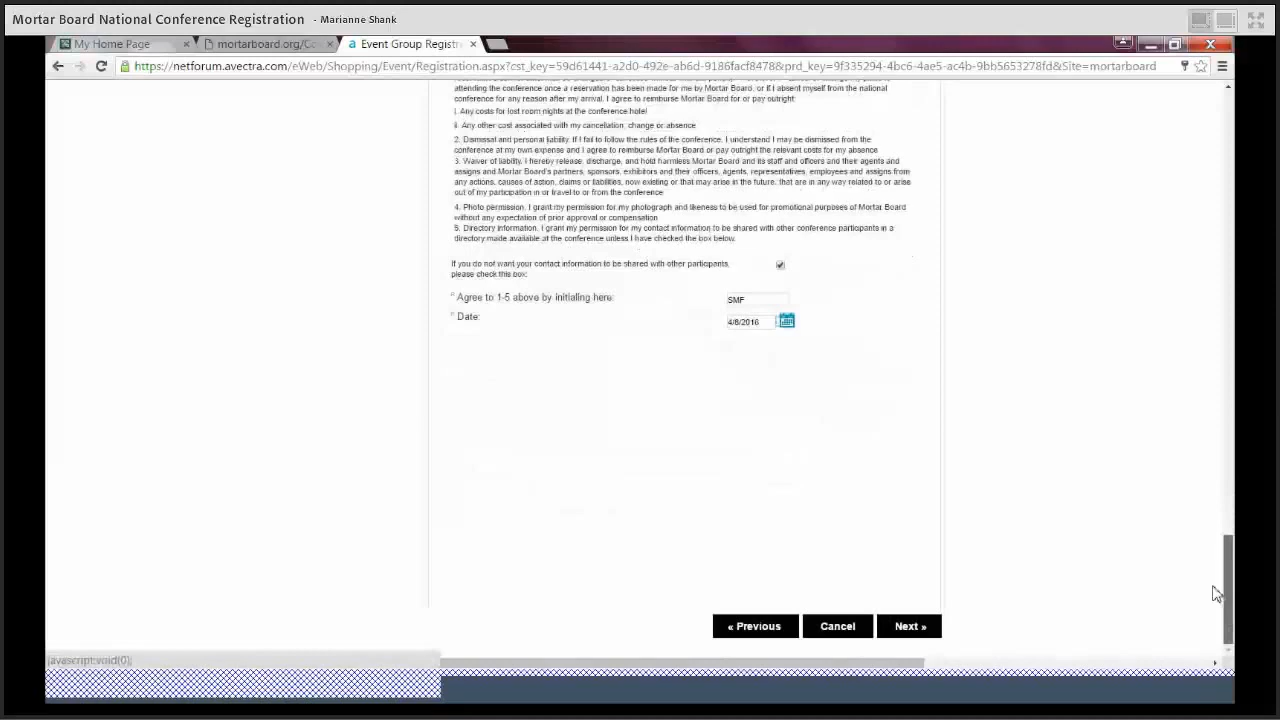 Mortar Board National Conference Registration - Marianne Shank
My Home Page × mortarboard.org/Co × a Event Group Registr ×
https://netforum.avectra.com/eWeb/Shopping/Event/Registration.aspx?cst_key=59d61441-a2d0-492e-ab6d-9186facf8478&prd_key=9f335294-4bc6-4ae5-ac4b-9bb5653278fd&Site=mortarboard
attending the conference once a reservation has been made for me by Mortar Board, or if I absent myself from the national
conference for any reason after my arrival, I agree to reimburse Mortar Board for or pay outright:
i. Any costs for lost room nights at the conference hotel
ii. Any other cost associated with my cancellation, change or absence
2. Dismissal and personal liability. If I fail to follow the rules of the conference, I understand I may be dismissed from the
conference at my own expense and I agree to reimburse Mortar Board or pay outright the relevant costs for my absence
3. Waiver of liability. I hereby release, discharge, and hold harmless Mortar Board and its staff and officers and their agents and
assigns and Mortar Board's partners, sponsors, exhibitors and their officers, agents, representatives, employees and assigns from
any actions, causes of action, claims or liabilities, now existing or that may arise in the future, that are in any way related to or arise
out of my participation in or travel to or from the conference
4. Photo permission. I grant my permission for my photograph and likeness to be used for promotional purposes of Mortar Board
without any expectation of prior approval or compensation
5. Directory information. I grant my permission for my contact information to be shared with other conference participants in a
directory made available at the conference unless I have checked the box below.
If you do not want your contact information to be shared with other participants,
please check this box:
Agree to 1-5 above by initialing here: SMF
Date: 4/8/2016
« Previous Cancel Next »
javascript:void(0);